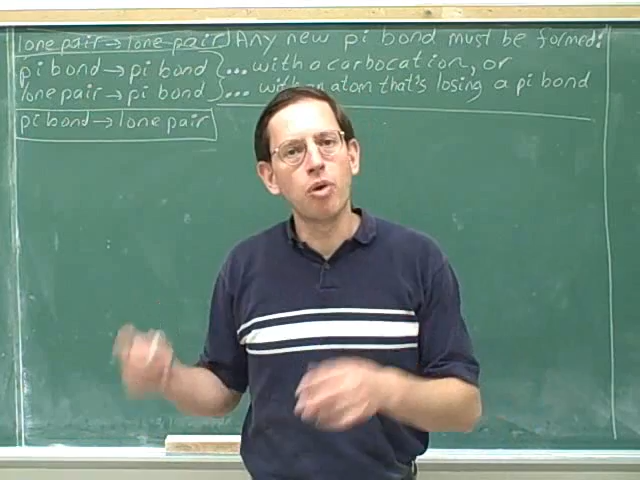 lone pair → lone pair
pi bond → pi bond
lone pair → pi bond
pi bond → lone pair
Any new pi bond must be formed:
... with a carbocation, or
... with an atom that's losing a pi bond